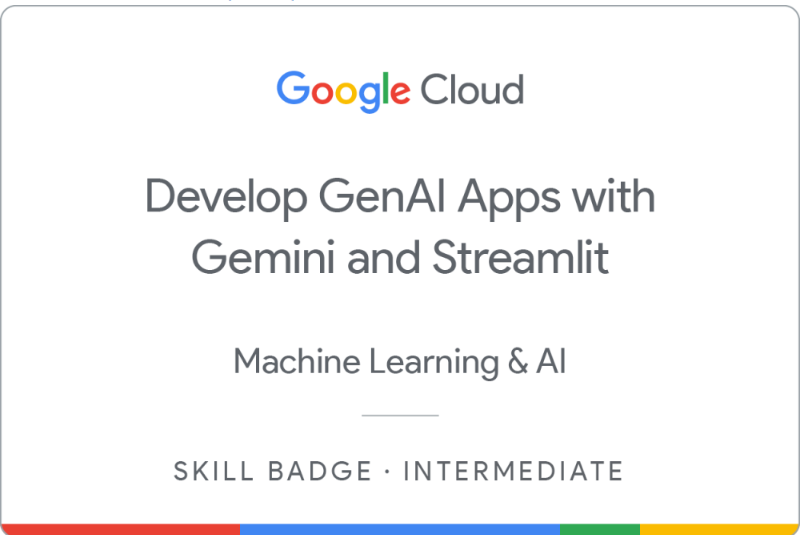 Google Cloud
Develop GenAI Apps with
Gemini and Streamlit
Machine Learning & AI
SKILL BADGE · INTERMEDIATE